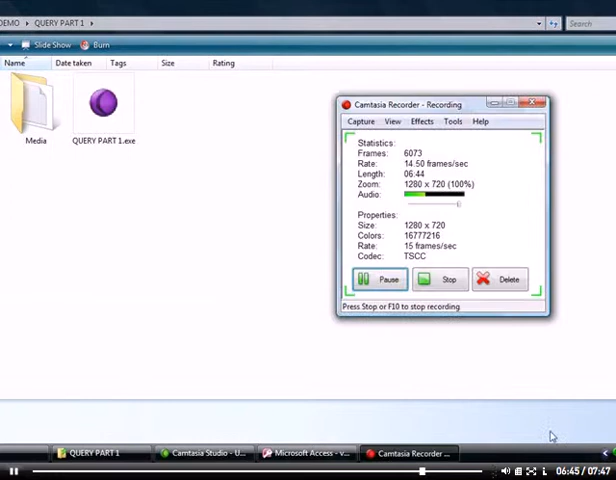 DEMO ▸ QUERY PART 1 ▸
Search
Slide Show Burn
Name Date taken Tags Size Rating
Media
QUERY PART 1.exe
Camtasia Recorder - Recording
Capture View Effects Tools Help
Statistics:
Frames: 6073
Rate: 14.50 frames/sec
Length: 06:44
Zoom: 1280 x 720 (100%)
Audio:
Properties:
Size: 1280 x 720
Colors: 16777216
Rate: 15 frames/sec
Codec: TSCC
Pause Stop Delete
Press Stop or F10 to stop recording
QUERY PART 1 Camtasia Studio - U... Microsoft Access - v... Camtasia Recorder ...
06:45 / 07:47